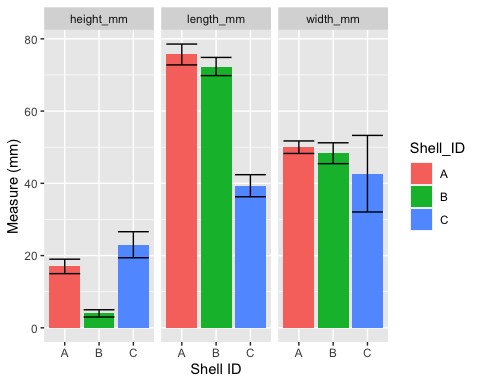 height_mm length_mm width_mm
80
60
40
20
0
Measure (mm)
A B C A B C A B C
Shell ID
Shell_ID
A
B
C